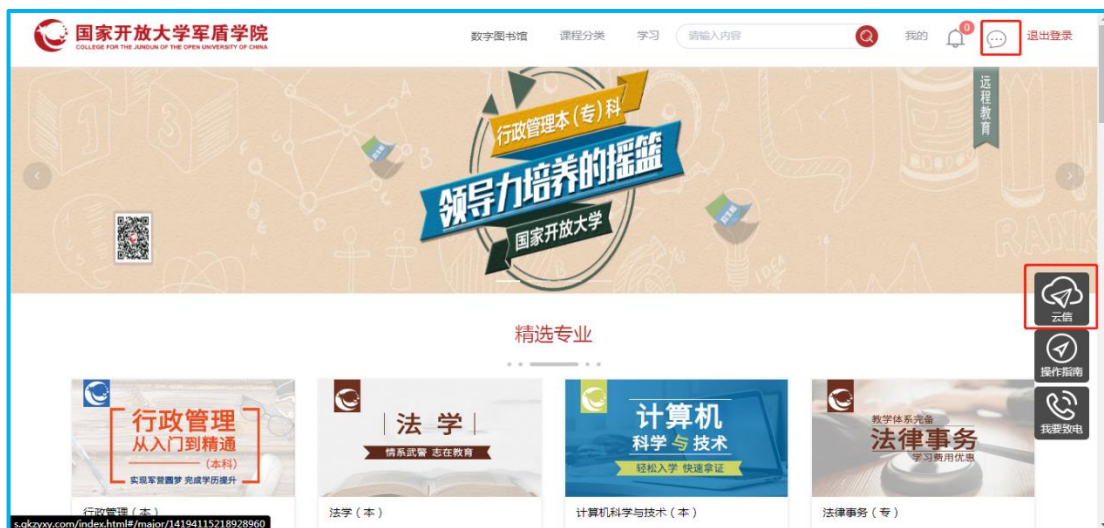 国家开放大学军盾学院
COLLEGE FOR THE JUNDUN OF THE OPEN UNIVERSITY OF CHINA
数字图书馆 课程分类 学习 请输入内容 我的 0 退出登录
远程教育
行政管理本(专)科
领导力培养的摇篮
国家开放大学
RANK
IDEA
云信
操作指南
我要致电
精选专业
行政管理
从入门到精通
(本科)
实现军营圆梦 完成学历提升
法 学
情系武警 志在教育
计算机
科学 与 技术
轻松入学 快速拿证
教学体系完备
法律事务
学习费用优惠
行政管理(本)
法学(本)
计算机科学与技术(本)
法律事务(专)
s.gkzyxy.com/index.html#/major/14194115218928960